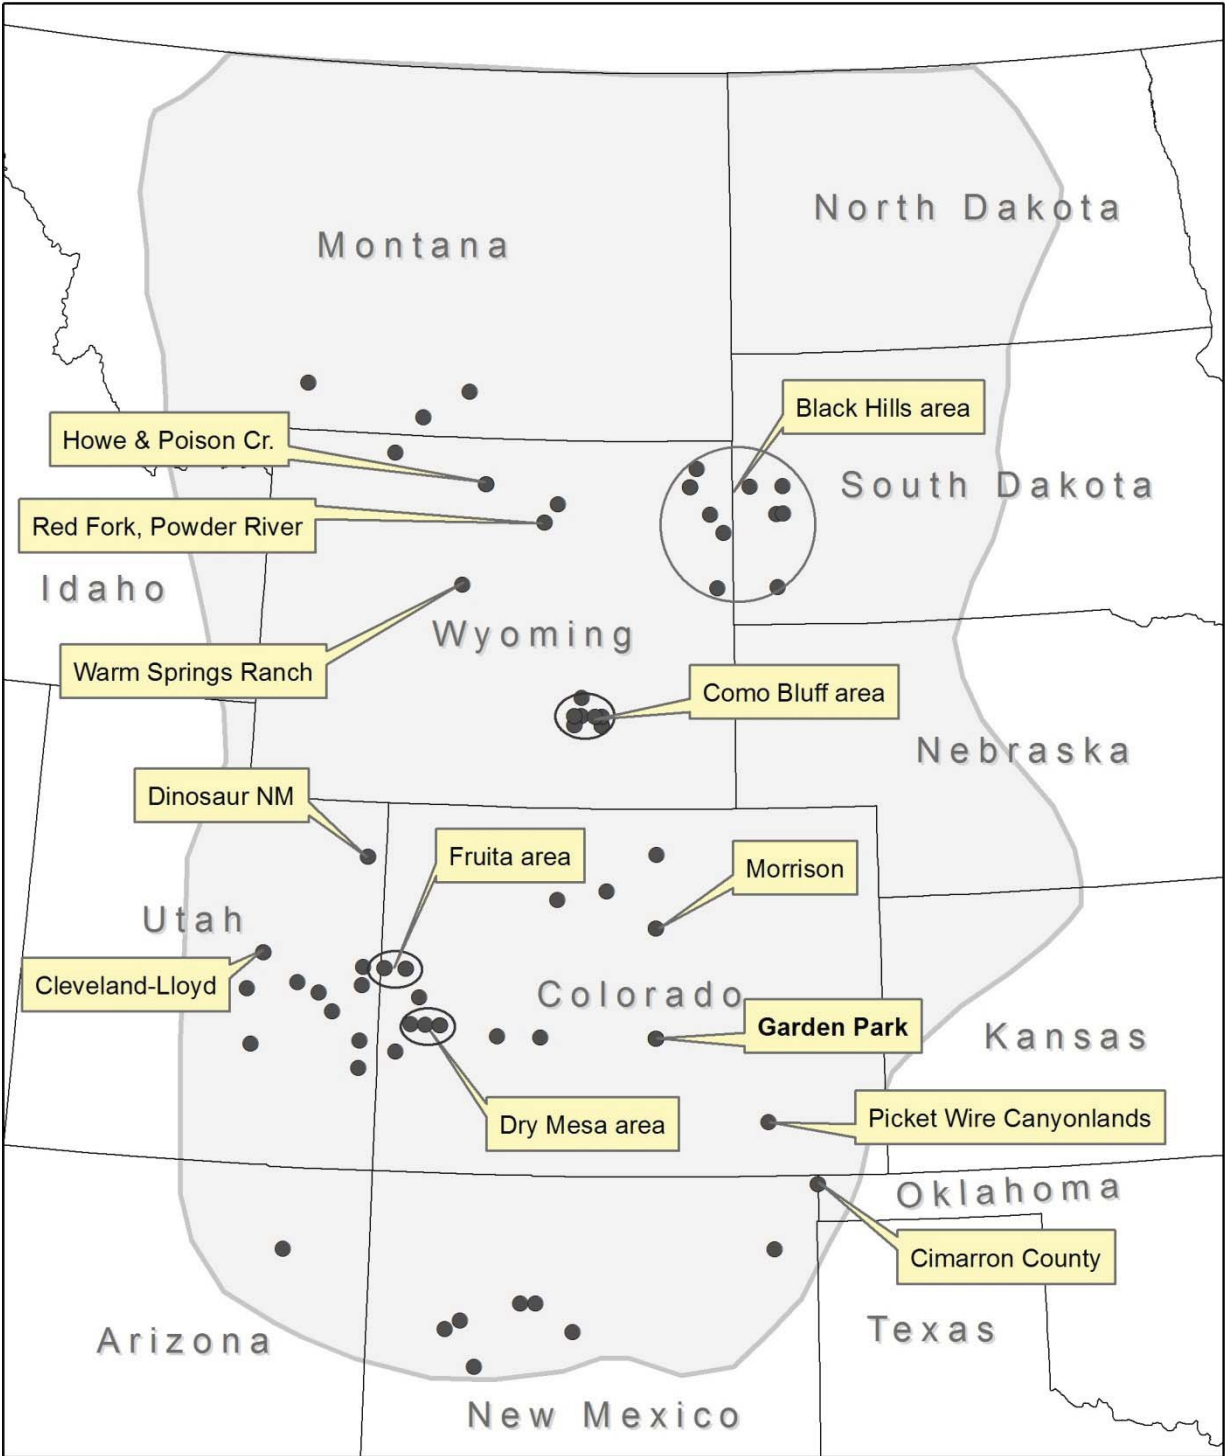 North Dakota
Montana
Black Hills area
Howe & Poison Cr.
South Dakota
Red Fork, Powder River
Idaho
Wyoming
Warm Springs Ranch
Como Bluff area
Nebraska
Dinosaur NM
Fruita area
Morrison
Utah
Cleveland-Lloyd
Colorado
Garden Park
Kansas
Picket Wire Canyonlands
Dry Mesa area
Oklahoma
Cimarron County
Texas
Arizona
New Mexico